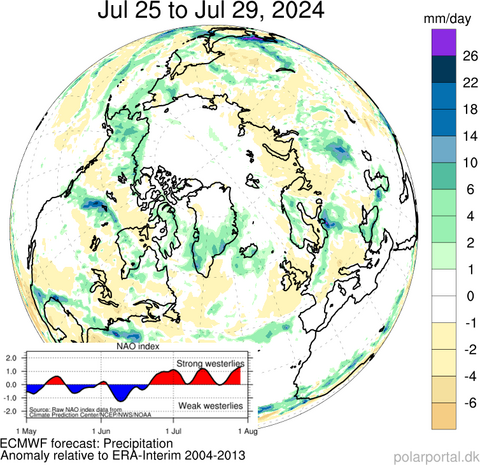 Jul 25 to Jul 29, 2024
mm/day
26
22
18
14
10
6
4
2
1
0
-1
-2
-4
-6
NAO index
2.0
1.0
0.0
-1.0
-2.0
Strong westerlies
Weak westerlies
Source: Raw NAO index data from
Climate Prediction Center/NCEP/NWS/NOAA
1 May
1 Jun
1 Jul
1 Aug
ECMWF forecast: Precipitation
Anomaly relative to ERA-Interim 2004-2013
polarportal.dk